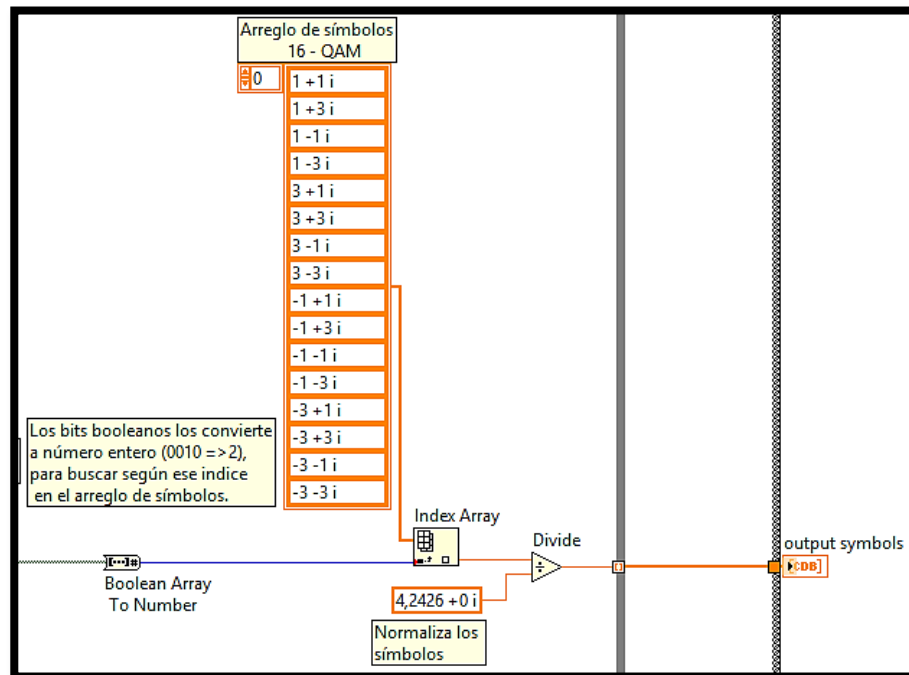 Arreglo de símbolos
16 - QAM
0
1 +1 i
1 +3 i
1 -1 i
1 -3 i
3 +1 i
3 +3 i
3 -1 i
3 -3 i
-1 +1 i
-1 +3 i
-1 -1 i
-1 -3 i
-3 +1 i
-3 +3 i
-3 -1 i
-3 -3 i
Los bits booleanos los convierte
a número entero (0010 =>2),
para buscar según ese indice
en el arreglo de símbolos.
Index Array
Divide
output symbols
[···]#
÷
[]
CDB]
Boolean Array
To Number
4,2426 +0 i
Normaliza los
símbolos